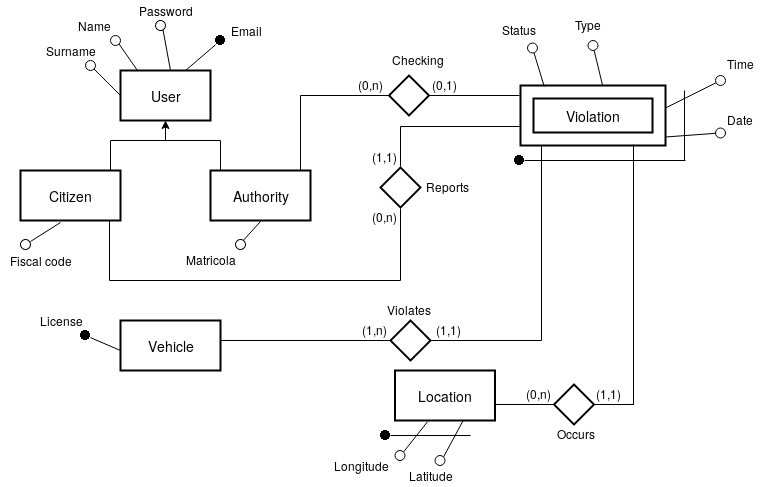 Password
Name
Email
Surname
User
Status
Type
Checking
Time
(0,n)
(0,1)
Violation
Date
(1,1)
Citizen
Authority
Reports
(0,n)
Fiscal code
Matricola
License
Violates
(1,n)
(1,1)
Vehicle
Location
(0,n)
(1,1)
Occurs
Longitude
Latitude